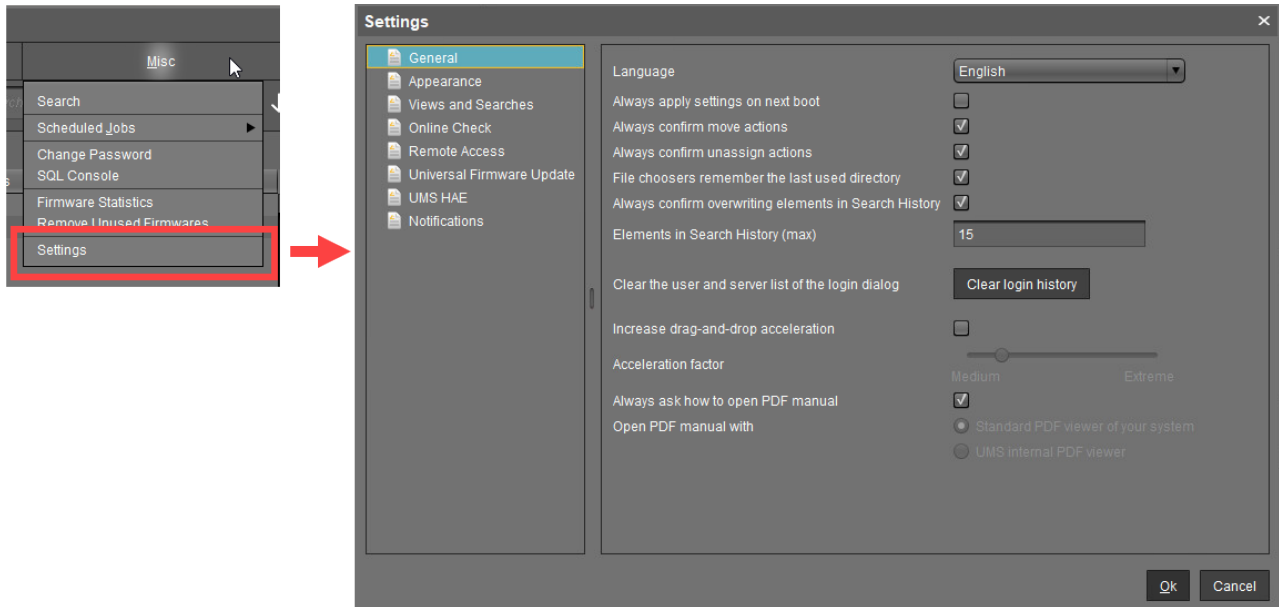 Misc
Search
Scheduled Jobs
Change Password
SQL Console
Firmware Statistics
Remove Unused Firmwares
Settings
Settings
General
Appearance
Views and Searches
Online Check
Remote Access
Universal Firmware Update
UMS HAE
Notifications
Language English
Always apply settings on next boot
Always confirm move actions
Always confirm unassign actions
File choosers remember the last used directory
Always confirm overwriting elements in Search History
Elements in Search History (max) 15
Clear the user and server list of the login dialog Clear login history
Increase drag-and-drop acceleration
Acceleration factor
Medium Extreme
Always ask how to open PDF manual
Open PDF manual with Standard PDF viewer of your system
UMS internal PDF viewer
Ok Cancel